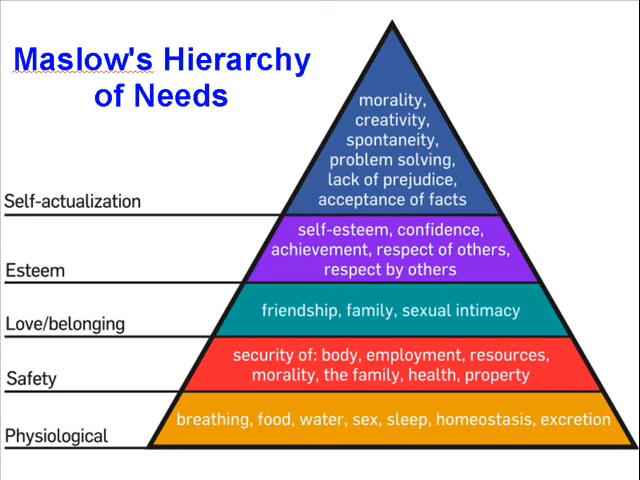 Maslow's Hierarchy
of Needs
morality,
creativity,
spontaneity,
problem solving,
lack of prejudice,
acceptance of facts
Self-actualization
self-esteem, confidence,
achievement, respect of others,
respect by others
Esteem
friendship, family, sexual intimacy
Love/belonging
security of: body, employment, resources,
morality, the family, health, property
Safety
breathing, food, water, sex, sleep, homeostasis, excretion
Physiological